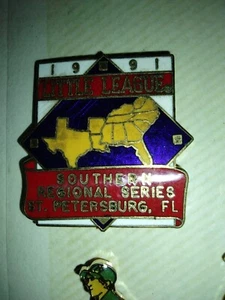 1991
LITTLE LEAGUE
SOUTHERN
REGIONAL SERIES
ST. PETERSBURG, FL